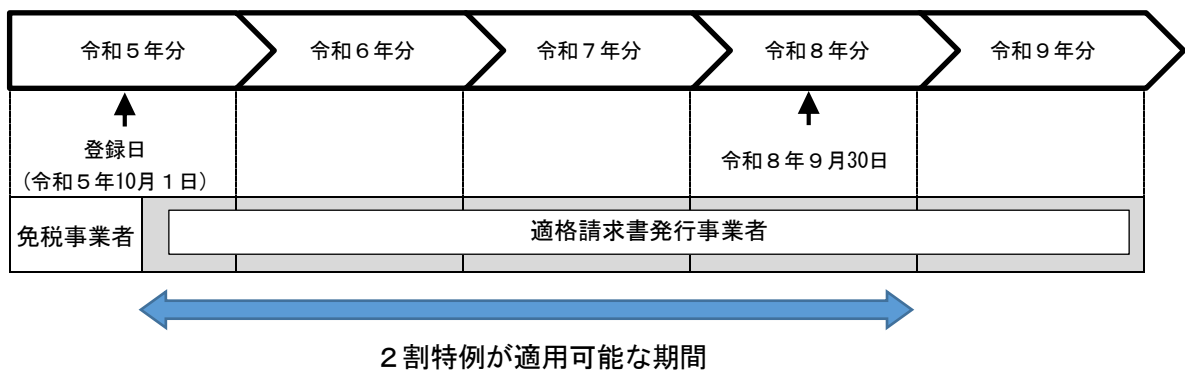 令和５年分
令和６年分
令和７年分
令和８年分
令和９年分
登録日
（令和５年10月１日）
令和８年９月30日
免税事業者
適格請求書発行事業者
２割特例が適用可能な期間